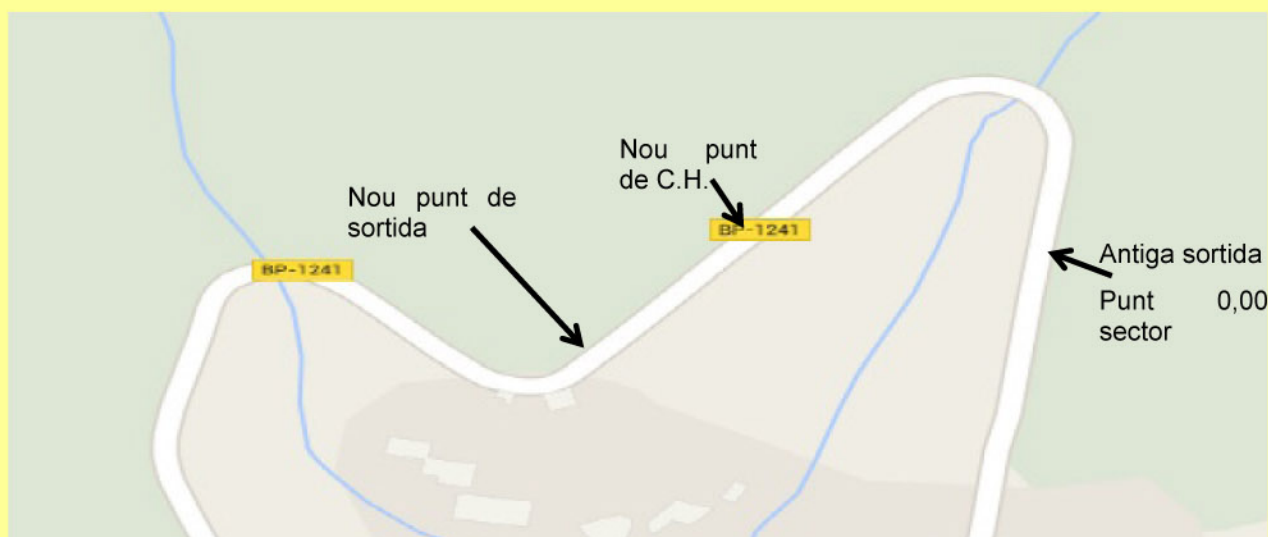 Nou punt
de C.H.
Nou punt de
sortida
BP-1241
BP-1241
Antiga sortida
Punt 0,00
sector